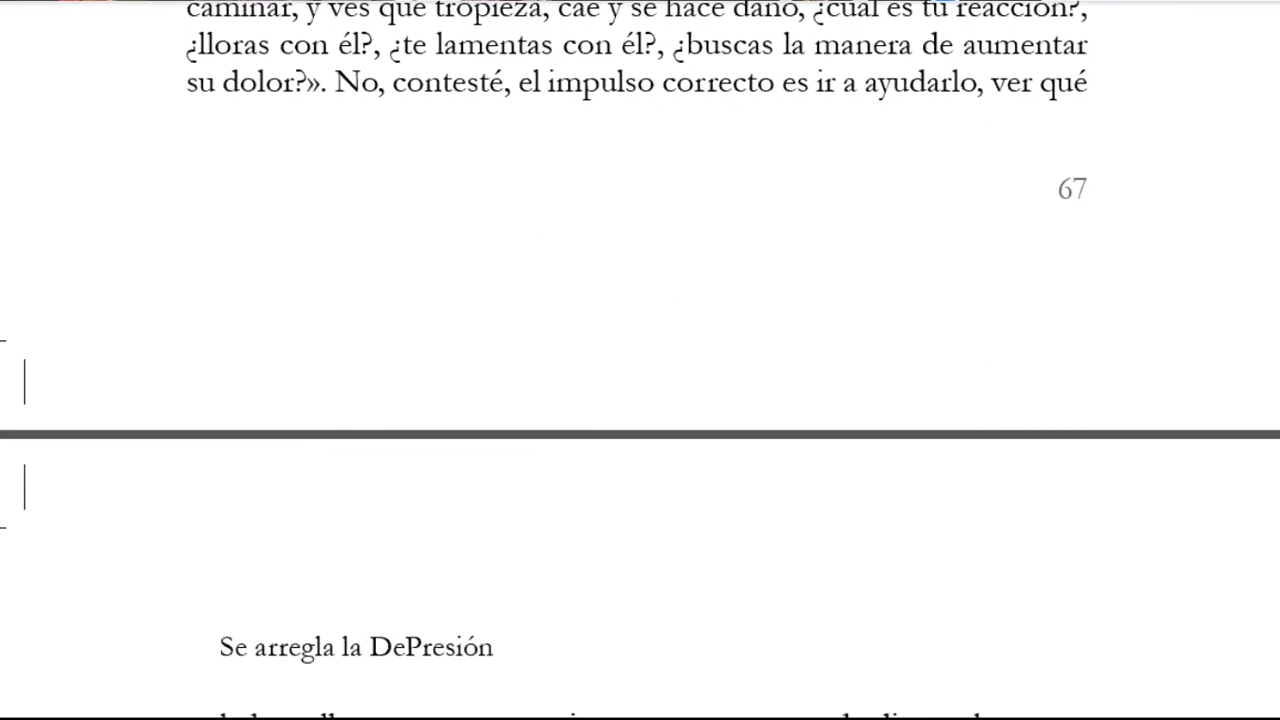 caminar, y ves que tropieza, cae y se hace daño, ¿cuál es tu reacción?,
¿lloras con él?, ¿te lamentas con él?, ¿buscas la manera de aumentar
su dolor?». No, contesté, el impulso correcto es ir a ayudarlo, ver qué
67
Se arregla la DePresión